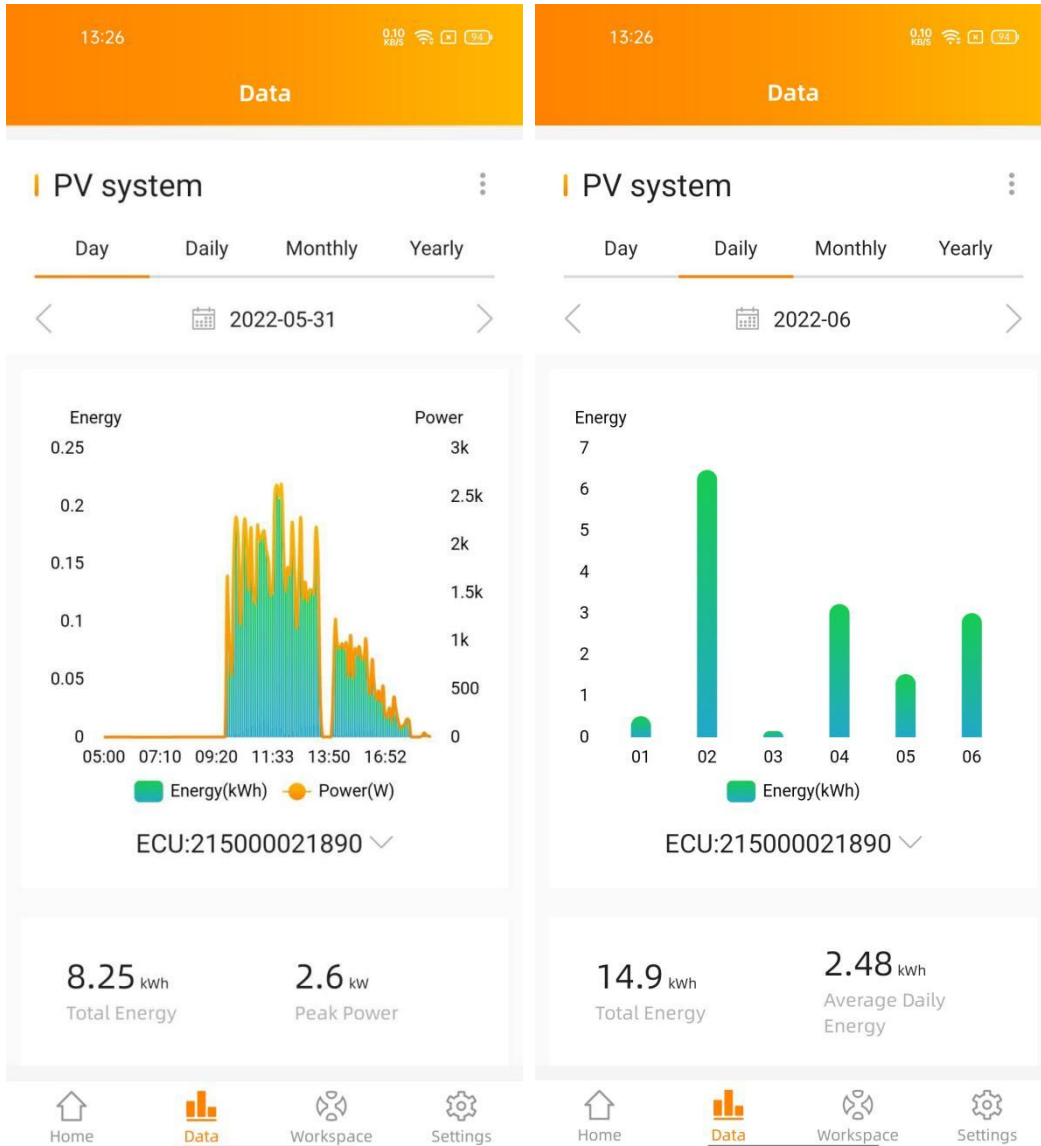 13:26
0.10 KB/S
94
Data
PV system
Day Daily Monthly Yearly
2022-05-31
Energy Power
0.25 3k
0.2 2.5k
0.15 2k
0.1 1.5k
0.05 1k
0 500
0
05:00 07:10 09:20 11:33 13:50 16:52
Energy(kWh) Power(W)
ECU:215000021890
8.25 kWh 2.6 kW
Total Energy Peak Power
Home Data Workspace Settings
13:26
0.10 KB/S
94
Data
PV system
Day Daily Monthly Yearly
2022-06
Energy
7
6
5
4
3
2
1
0
01 02 03 04 05 06
Energy(kWh)
ECU:215000021890
14.9 kWh 2.48 kWh
Total Energy Average Daily
Energy
Home Data Workspace Settings